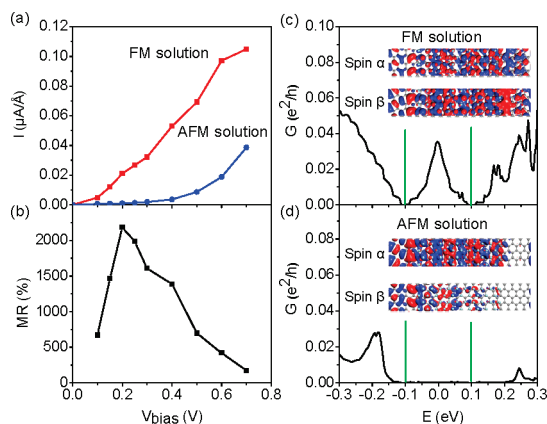 (a)
0.12
0.10
0.08
0.06
0.04
0.02
0.00
I (μA/Å)
FM solution
AFM solution
(b)
2000
1500
1000
500
0
MR (%)
0.0 0.2 0.4 0.6 0.8
Vbias (V)
(c)
FM solution
Spin α
Spin β
0.10
0.08
0.06
0.04
0.02
0.00
G (e²/h)
(d)
AFM solution
Spin α
Spin β
0.08
0.06
0.04
0.02
0.00
G (e²/h)
-0.3 -0.2 -0.1 0.0 0.1 0.2 0.3
E (eV)